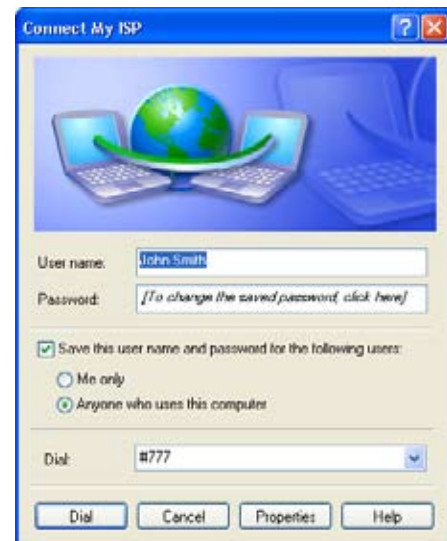 Connect My ISP
User name: John Smith
Password: [To change the saved password, click here]
Save this user name and password for the following users:
Me only
Anyone who uses this computer
Dial: #777
Dial Cancel Properties Help